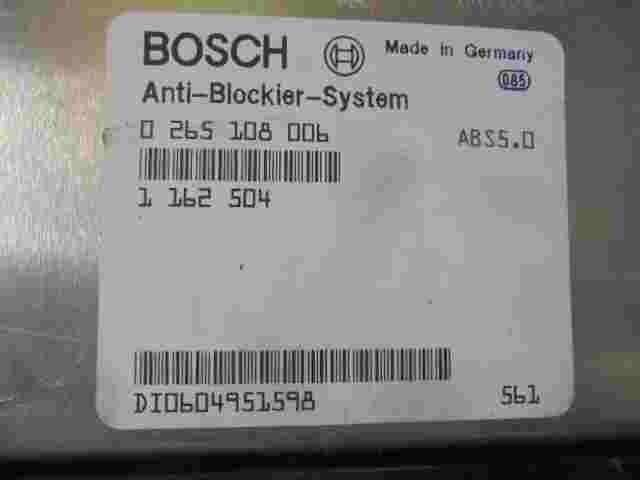 BOSCH Made in Germany
085
Anti-Blockier-System
0 265 108 006 ABS5.0
1 162 504
DI0604951598 561